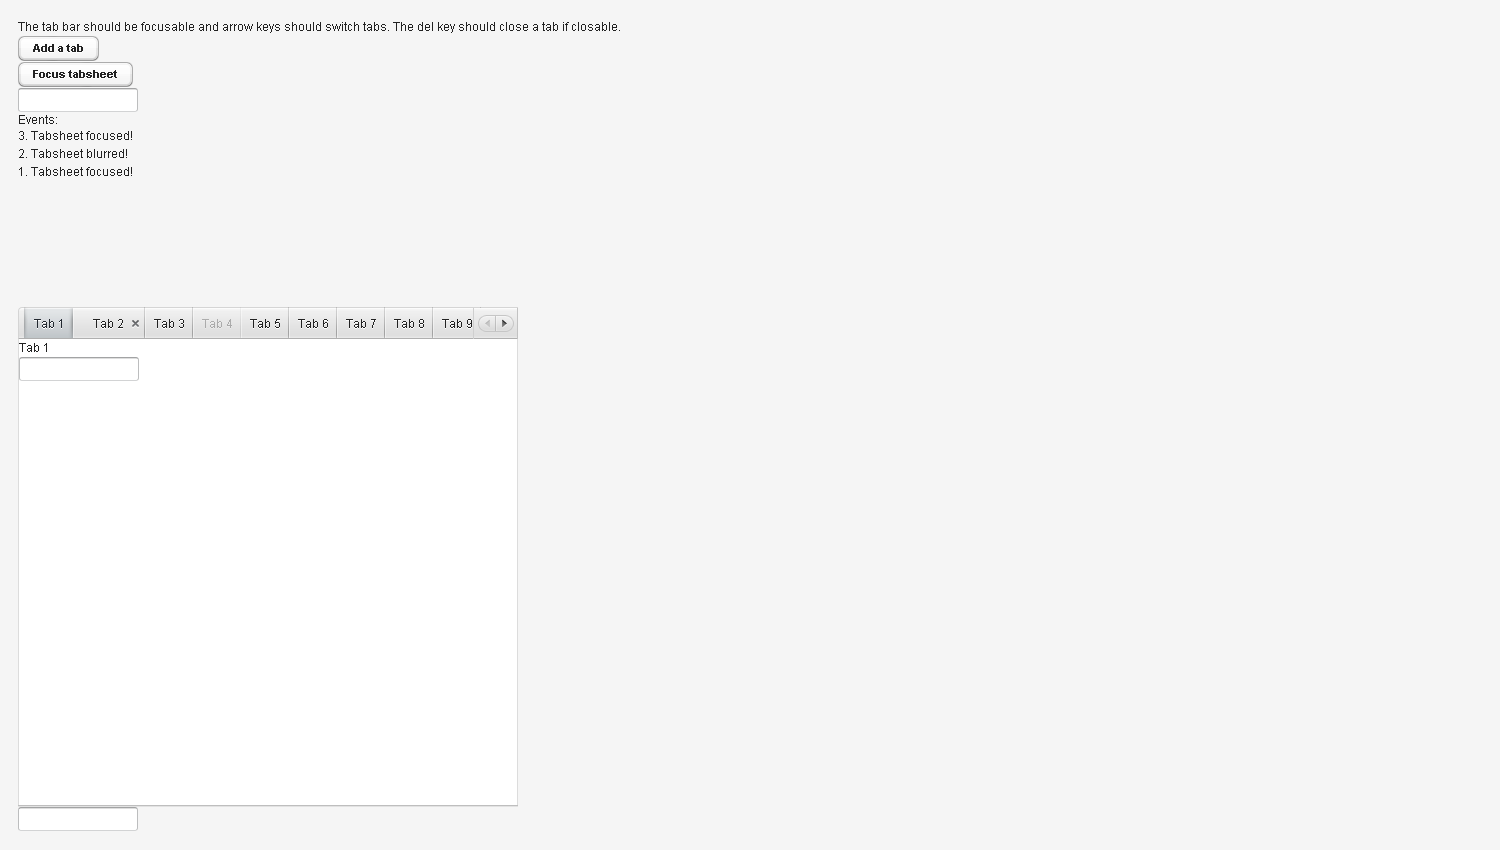 The tab bar should be focusable and arrow keys should switch tabs. The del key should close a tab if closable.
Add a tab
Focus tabsheet
Events:
3. Tabsheet focused!
2. Tabsheet blurred!
1. Tabsheet focused!
Tab 1 Tab 2 Tab 3 Tab 4 Tab 5 Tab 6 Tab 7 Tab 8 Tab 9
Tab 1